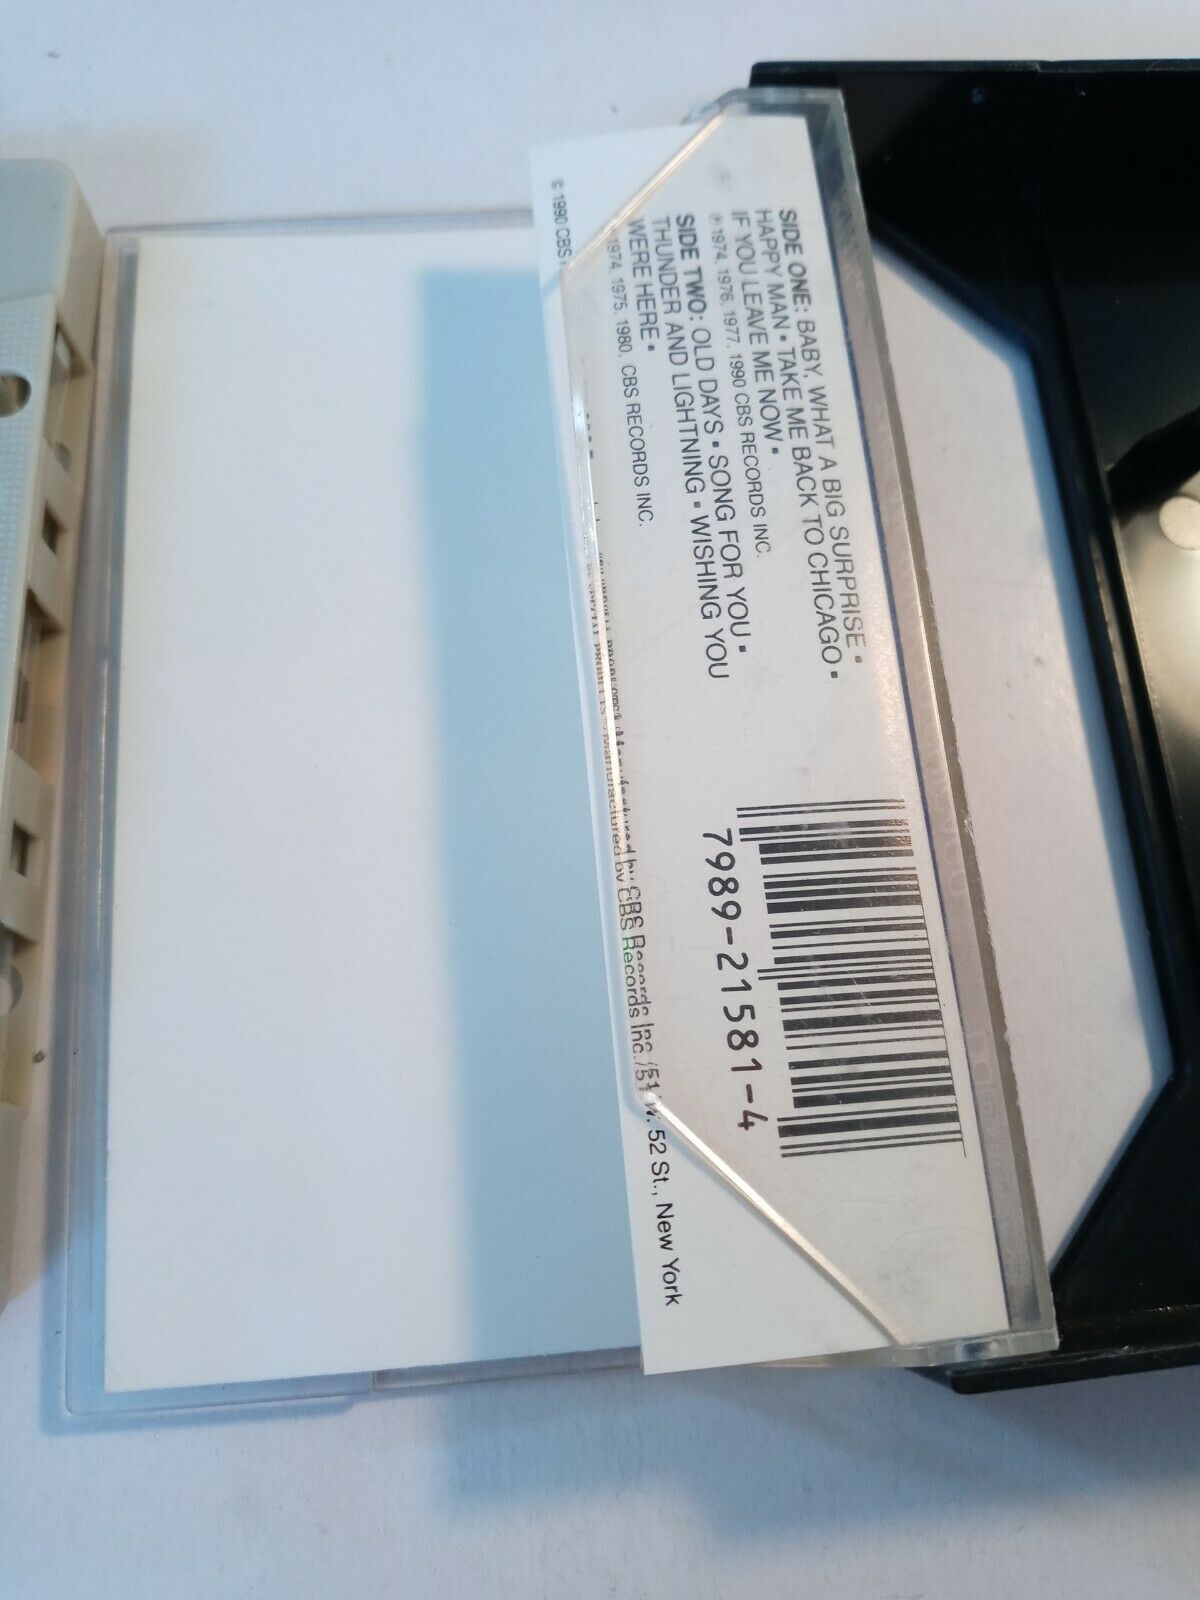 SIDE ONE: BABY, WHAT A BIG SURPRISE ▪
HAPPY MAN ▪ TAKE ME BACK TO CHICAGO ▪
IF YOU LEAVE ME NOW ▪
℗ 1974, 1976, 1977, 1990 CBS RECORDS INC.
SIDE TWO: OLD DAYS ▪ SONG FOR YOU ▪
THUNDER AND LIGHTNING ▪ WISHING YOU
WERE HERE ▪
1974, 1975, 1980, CBS RECORDS INC.
7989-21581-4
© 1990 CBS
Manufactured by CBS Records Inc./51 W. 52 St., New York